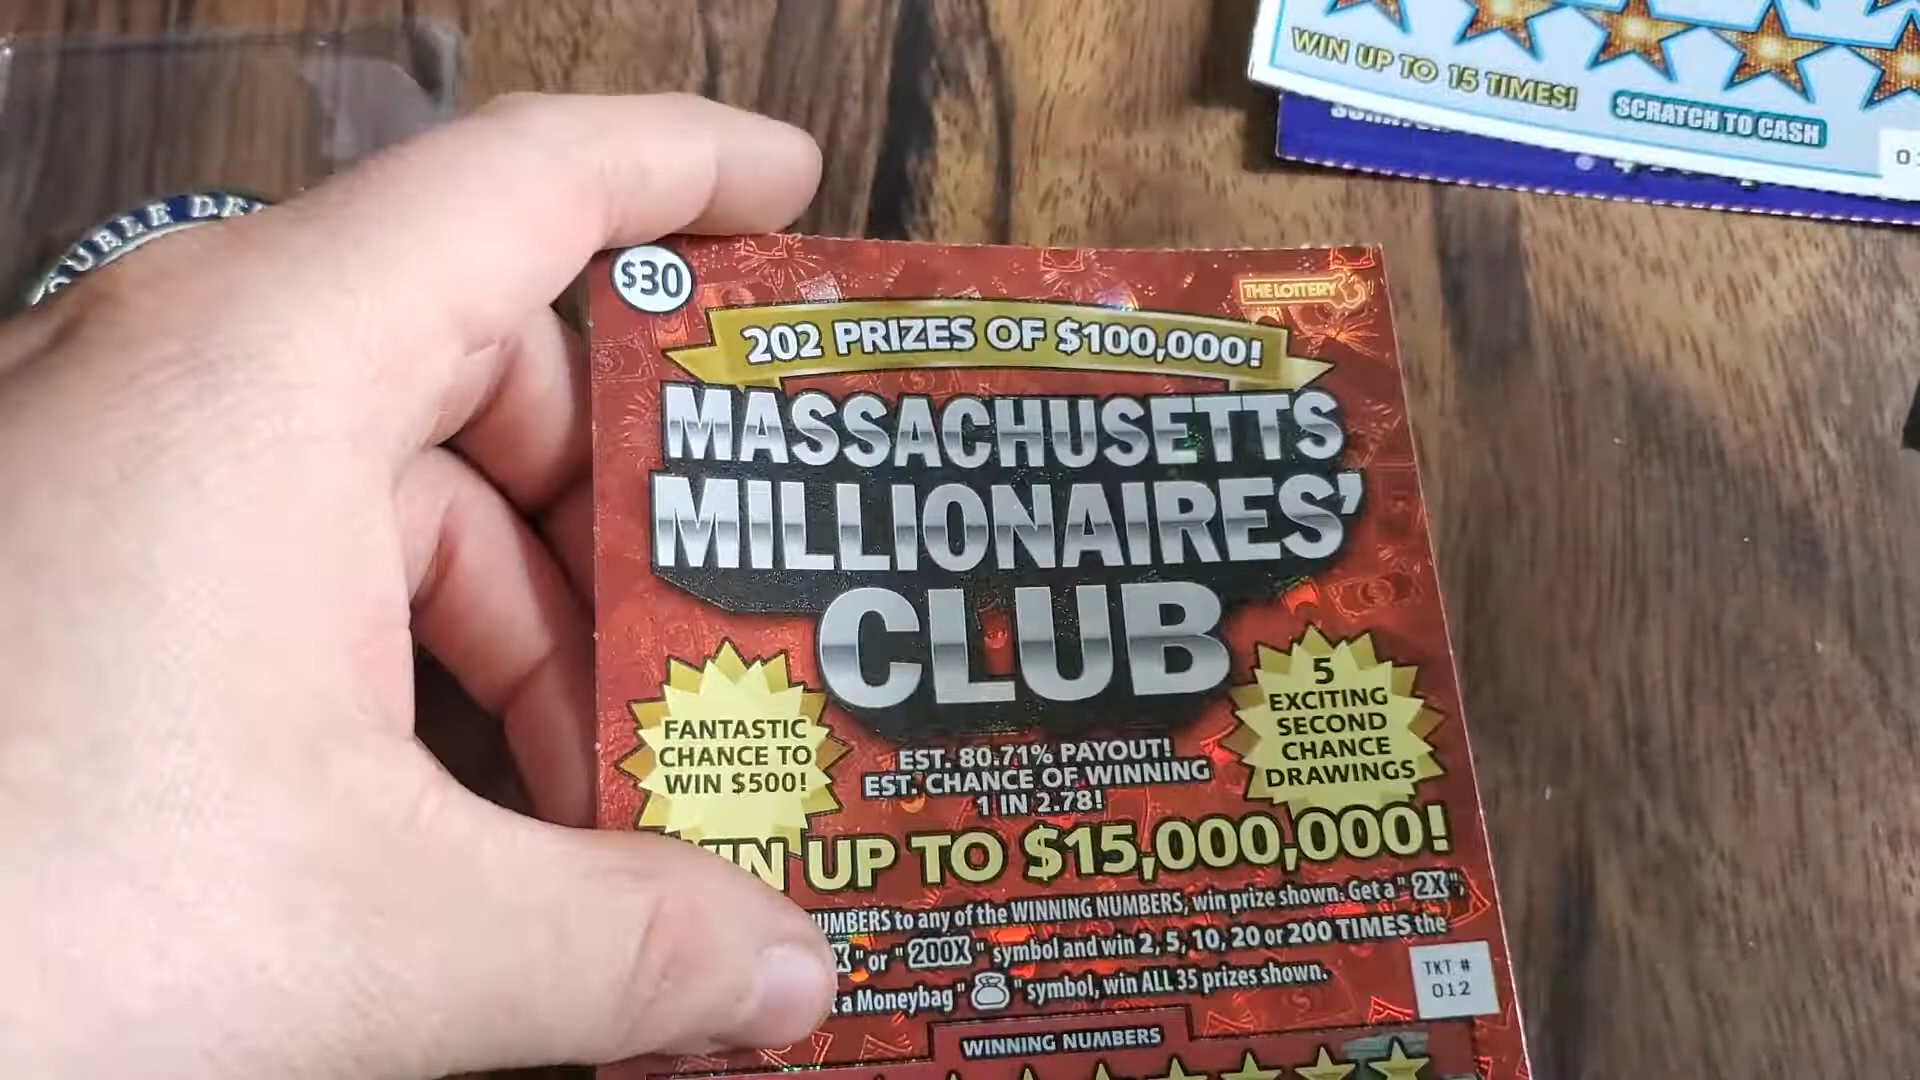 WIN UP TO 15 TIMES!
SCRATCH TO CASH
$30
THE LOTTERY
202 PRIZES OF $100,000!
MASSACHUSETTS
MILLIONAIRES'
CLUB
FANTASTIC
CHANCE TO
WIN $500!
EST. 80.71% PAYOUT!
EST. CHANCE OF WINNING
1 IN 2.78!
5
EXCITING
SECOND
CHANCE
DRAWINGS
WIN UP TO $15,000,000!
to any of the WINNING NUMBERS, win prize shown. Get a "2X",
" or "200X" symbol and win 2, 5, 10, 20 or 200 TIMES the
a Moneybag " " symbol, win ALL 35 prizes shown.
TKT #
012
WINNING NUMBERS